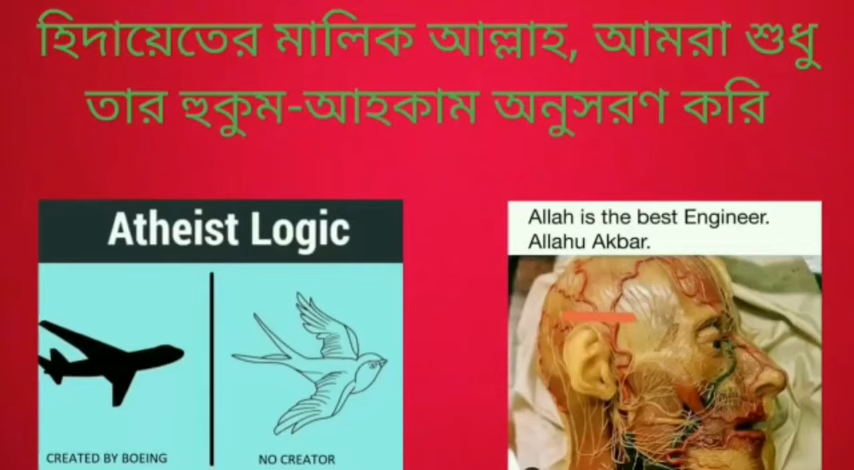 হিদায়েতের মালিক আল্লাহ, আমরা শুধু
তার হুকুম-আহকাম অনুসরণ করি
Atheist Logic
CREATED BY BOEING
NO CREATOR
Allah is the best Engineer.
Allahu Akbar.